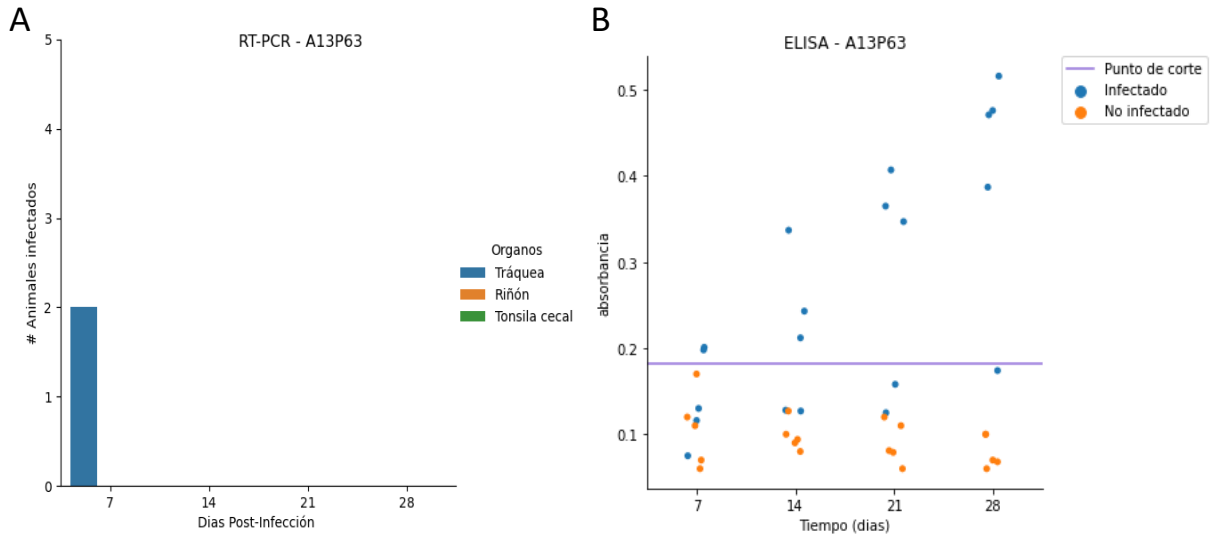 A
RT-PCR - A13P63
5
4
3
2
1
0
# Animales infectados
7 14 21 28
Dias Post-Infección
Organos
Tráquea
Riñón
Tonsila cecal
B
ELISA - A13P63
0.5
0.4
0.3
0.2
0.1
absorbancia
7 14 21 28
Tiempo (dias)
Punto de corte
Infectado
No infectado